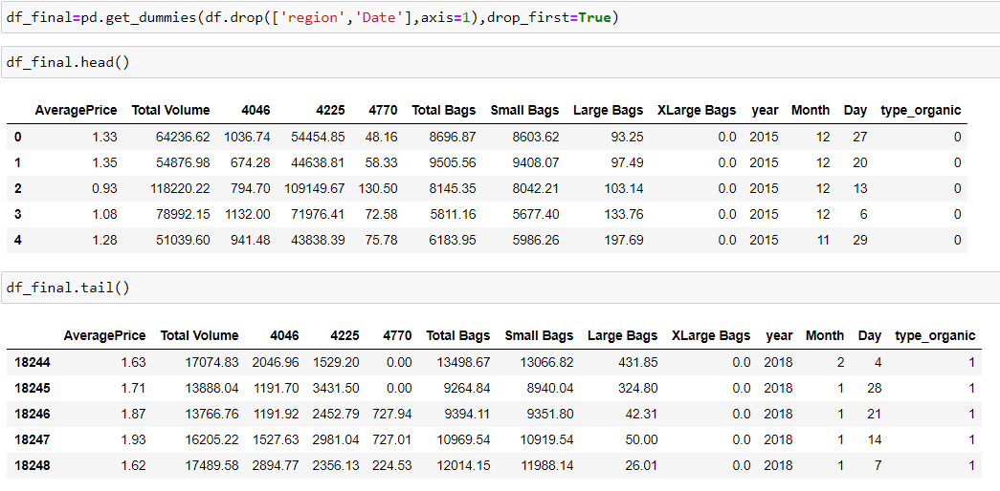 df_final=pd.get_dummies(df.drop(['region','Date'],axis=1),drop_first=True)
df_final.head()
AveragePrice Total Volume 4046 4225 4770 Total Bags Small Bags Large Bags XLarge Bags year Month Day type_organic
0 1.33 64236.62 1036.74 54454.85 48.16 8696.87 8603.62 93.25 0.0 2015 12 27 0
1 1.35 54876.98 674.28 44638.81 58.33 9505.56 9408.07 97.49 0.0 2015 12 20 0
2 0.93 118220.22 794.70 109149.67 130.50 8145.35 8042.21 103.14 0.0 2015 12 13 0
3 1.08 78992.15 1132.00 71976.41 72.58 5811.16 5677.40 133.76 0.0 2015 12 6 0
4 1.28 51039.60 941.48 43838.39 75.78 6183.95 5986.26 197.69 0.0 2015 11 29 0
df_final.tail()
AveragePrice Total Volume 4046 4225 4770 Total Bags Small Bags Large Bags XLarge Bags year Month Day type_organic
18244 1.63 17074.83 2046.96 1529.20 0.00 13498.67 13066.82 431.85 0.0 2018 2 4 1
18245 1.71 13888.04 1191.70 3431.50 0.00 9264.84 8940.04 324.80 0.0 2018 1 28 1
18246 1.87 13766.76 1191.92 2452.79 727.94 9394.11 9351.80 42.31 0.0 2018 1 21 1
18247 1.93 16205.22 1527.63 2981.04 727.01 10969.54 10919.54 50.00 0.0 2018 1 14 1
18248 1.62 17489.58 2894.77 2356.13 224.53 12014.15 11988.14 26.01 0.0 2018 1 7 1